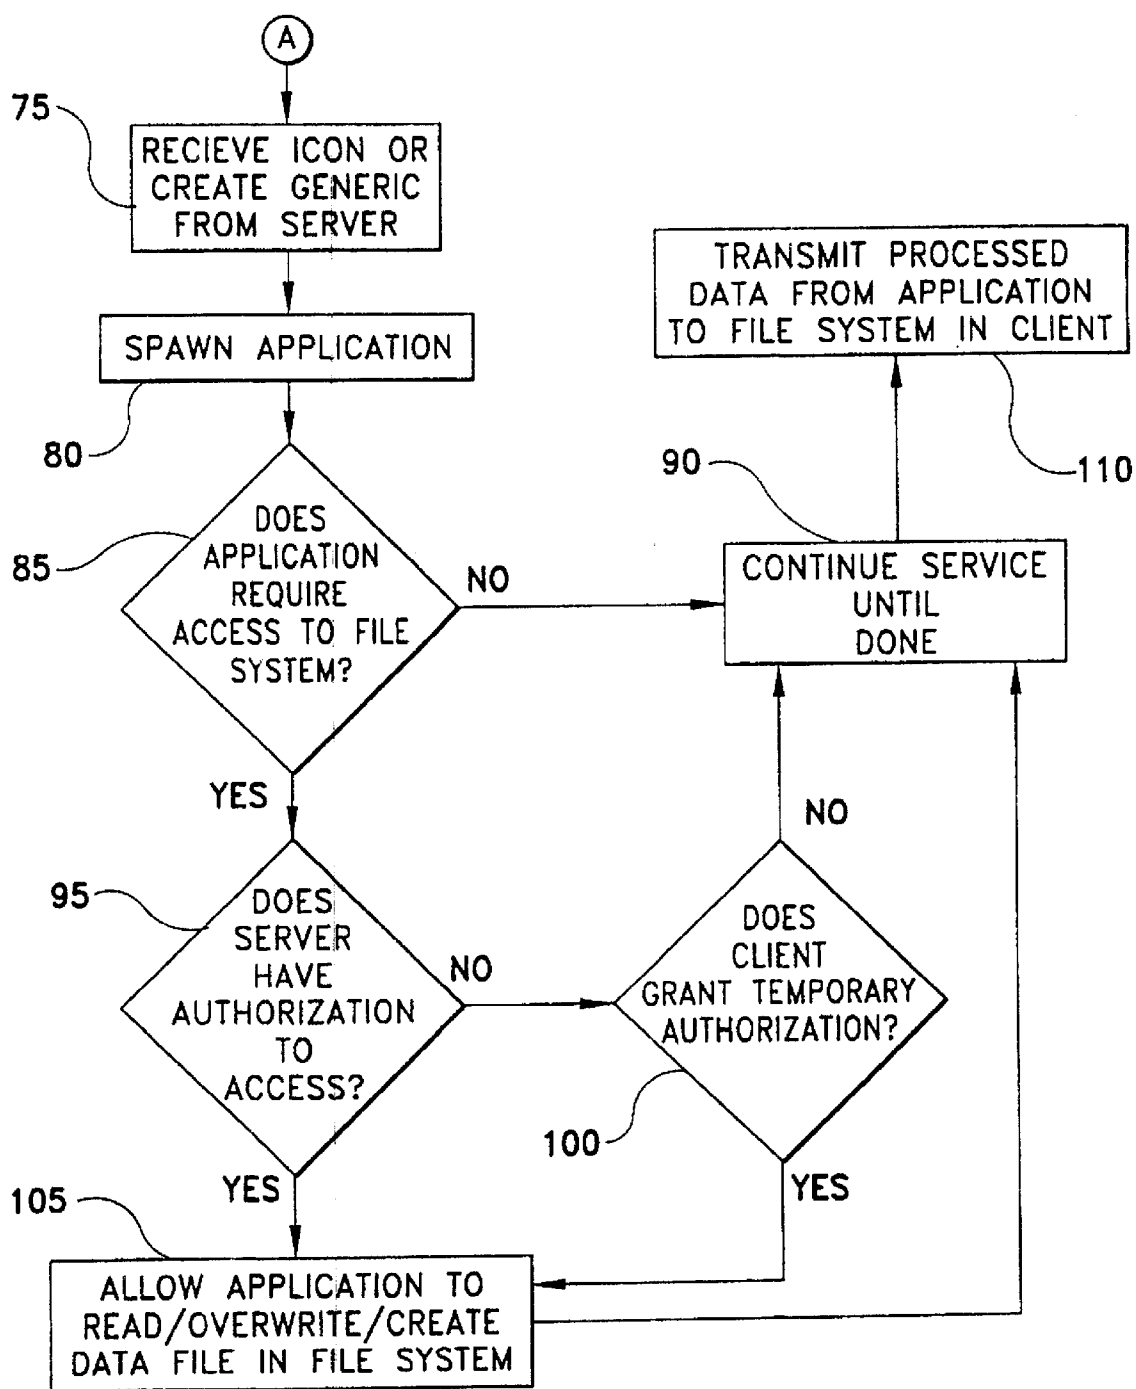 A
75
RECIEVE ICON OR
CREATE GENERIC
FROM SERVER
SPAWN APPLICATION
80
DOES
APPLICATION
REQUIRE
ACCESS TO FILE
SYSTEM?
85
NO
YES
TRANSMIT PROCESSED
DATA FROM APPLICATION
TO FILE SYSTEM IN CLIENT
110
90
CONTINUE SERVICE
UNTIL
DONE
95
DOES
SERVER
HAVE
AUTHORIZATION
TO
ACCESS?
NO
YES
DOES
CLIENT
GRANT TEMPORARY
AUTHORIZATION?
100
NO
YES
105
ALLOW APPLICATION TO
READ/OVERWRITE/CREATE
DATA FILE IN FILE SYSTEM